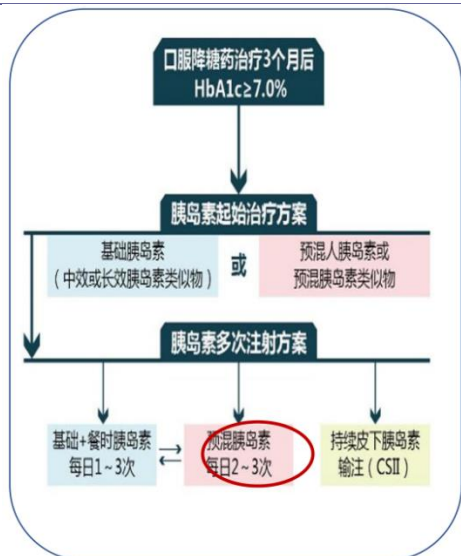 口服降糖药治疗3个月后
HbA1c≥7.0%
胰岛素起始治疗方案
基础胰岛素
（中效或长效胰岛素类似物）
或
预混人胰岛素或
预混胰岛素类似物
胰岛素多次注射方案
基础+餐时胰岛素
每日1~3次
预混胰岛素
每日2~3次
持续皮下胰岛素
输注（CSII）